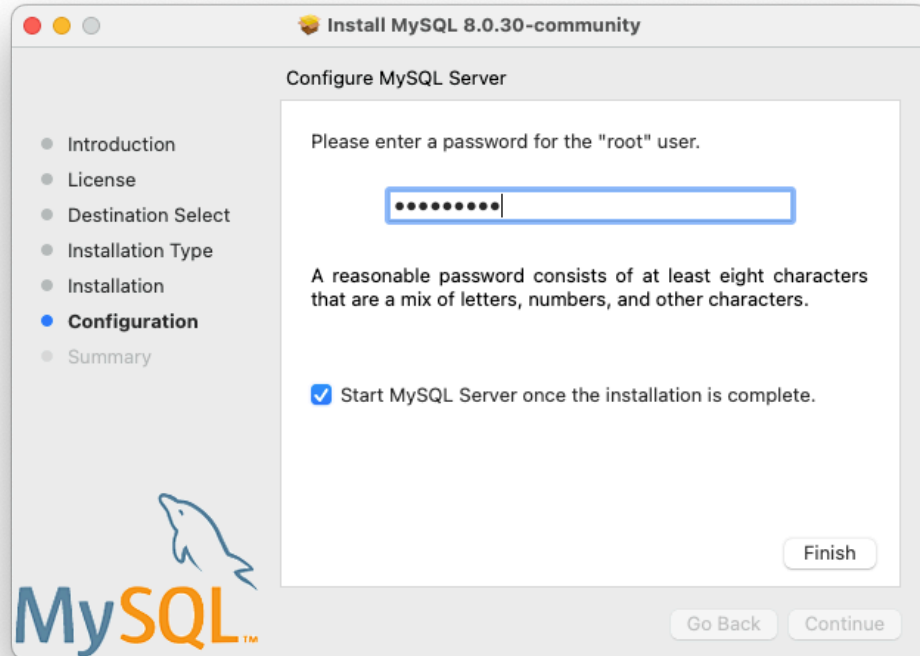 Install MySQL 8.0.30-community
Configure MySQL Server
Introduction
License
Destination Select
Installation Type
Installation
Configuration
Summary
Please enter a password for the "root" user.
•••••••••
A reasonable password consists of at least eight characters
that are a mix of letters, numbers, and other characters.
Start MySQL Server once the installation is complete.
Finish
MySQL™
Go Back
Continue